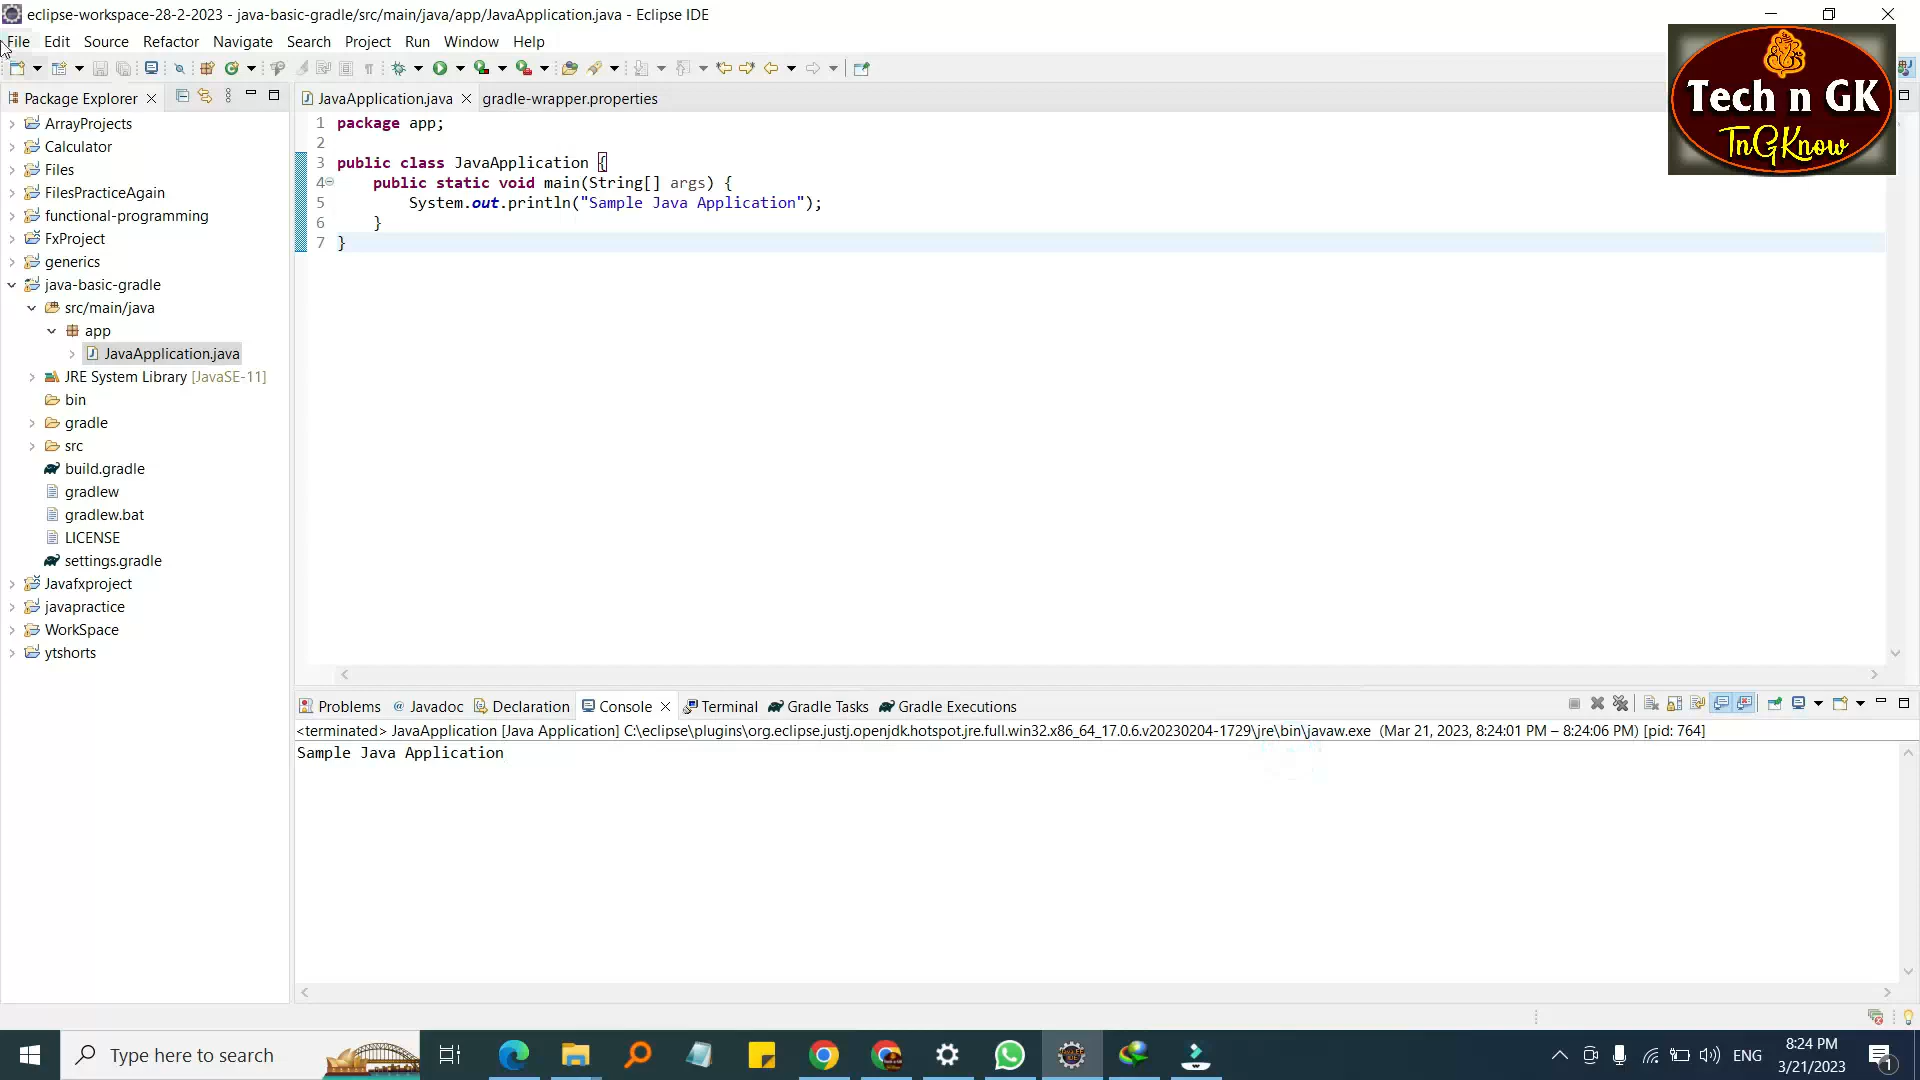 eclipse-workspace-28-2-2023 - java-basic-gradle/src/main/java/app/JavaApplication.java - Eclipse IDE
File Edit Source Refactor Navigate Search Project Run Window Help
Tech n GK
TnGKnow
Package Explorer
ArrayProjects
Calculator
Files
FilesPracticeAgain
functional-programming
FxProject
generics
java-basic-gradle
src/main/java
app
JavaApplication.java
JRE System Library [JavaSE-11]
bin
gradle
src
build.gradle
gradlew
gradlew.bat
LICENSE
settings.gradle
Javafxproject
javapractice
WorkSpace
ytshorts
JavaApplication.java gradle-wrapper.properties
1 package app;
2
3 public class JavaApplication {
4 public static void main(String[] args) {
5 System.out.println("Sample Java Application");
6 }
7 }
Problems @ Javadoc Declaration Console Terminal Gradle Tasks Gradle Executions
<terminated> JavaApplication [Java Application] C:\eclipse\plugins\org.eclipse.justj.openjdk.hotspot.jre.full.win32.x86_64_17.0.6.v20230204-1729\jre\bin\javaw.exe (Mar 21, 2023, 8:24:01 PM – 8:24:06 PM) [pid: 764]
Sample Java Application
Type here to search
ENG
8:24 PM
3/21/2023
1